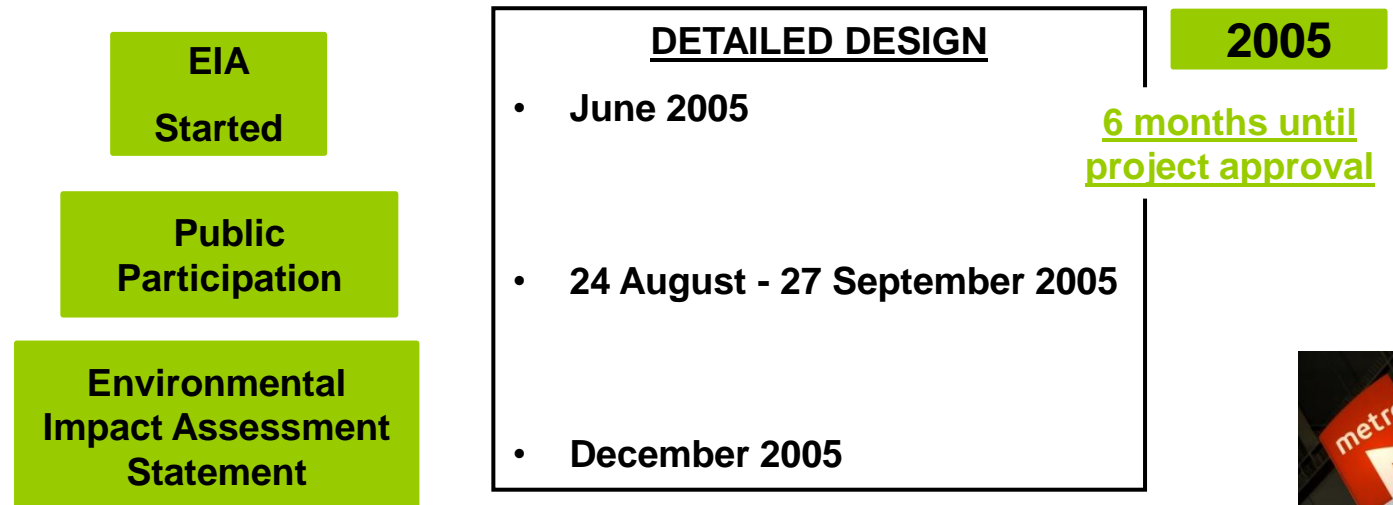 EIA
Started
Public
Participation
Environmental
Impact Assessment
Statement
DETAILED DESIGN
• June 2005
• 24 August - 27 September 2005
• December 2005
2005
6 months until
project approval